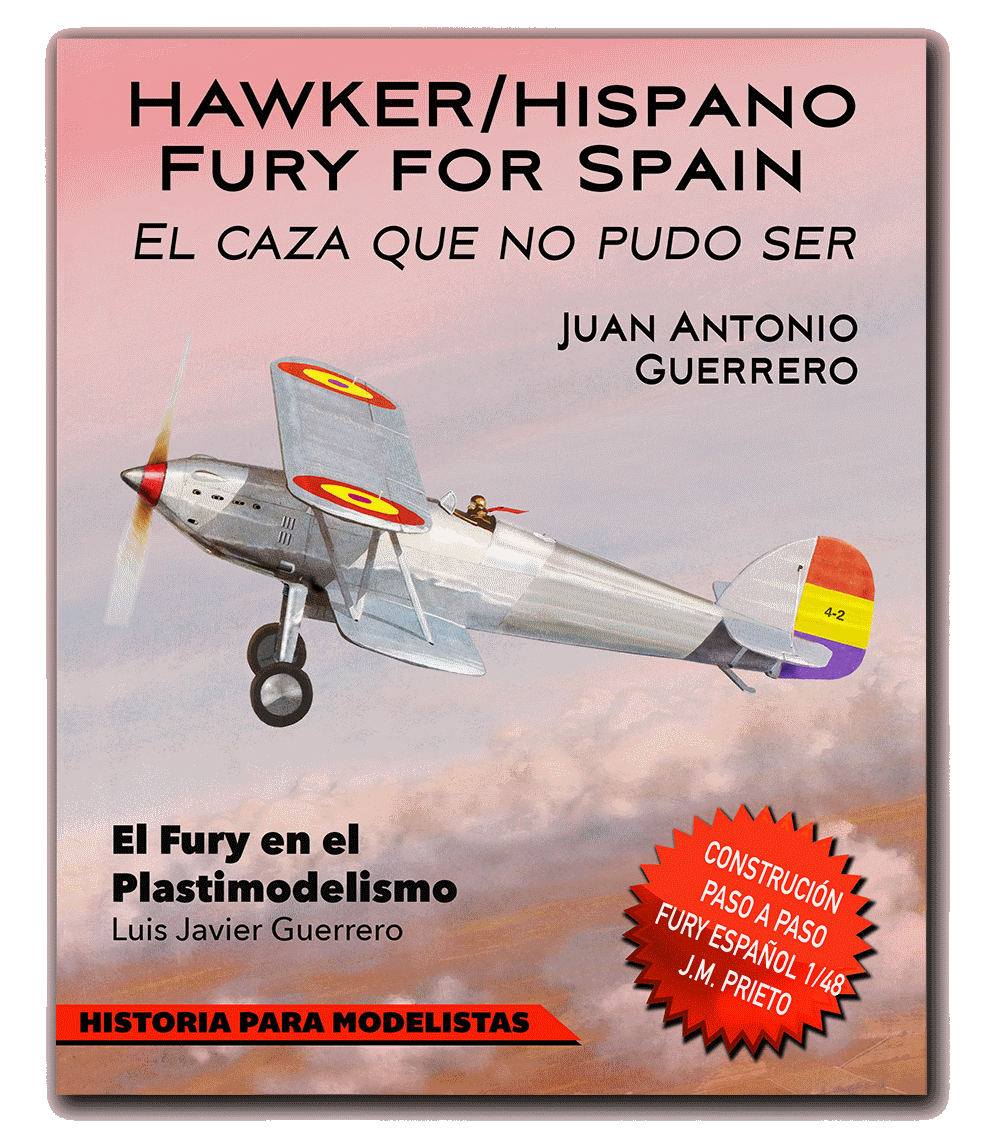 HAWKER/HISPANO
FURY FOR SPAIN
EL CAZA QUE NO PUDO SER
JUAN ANTONIO
GUERRERO
4-2
El Fury en el
Plastimodelismo
Luis Javier Guerrero
CONSTRUCIÓN
PASO A PASO
FURY ESPAÑOL 1/48
J.M. PRIETO
HISTORIA PARA MODELISTAS